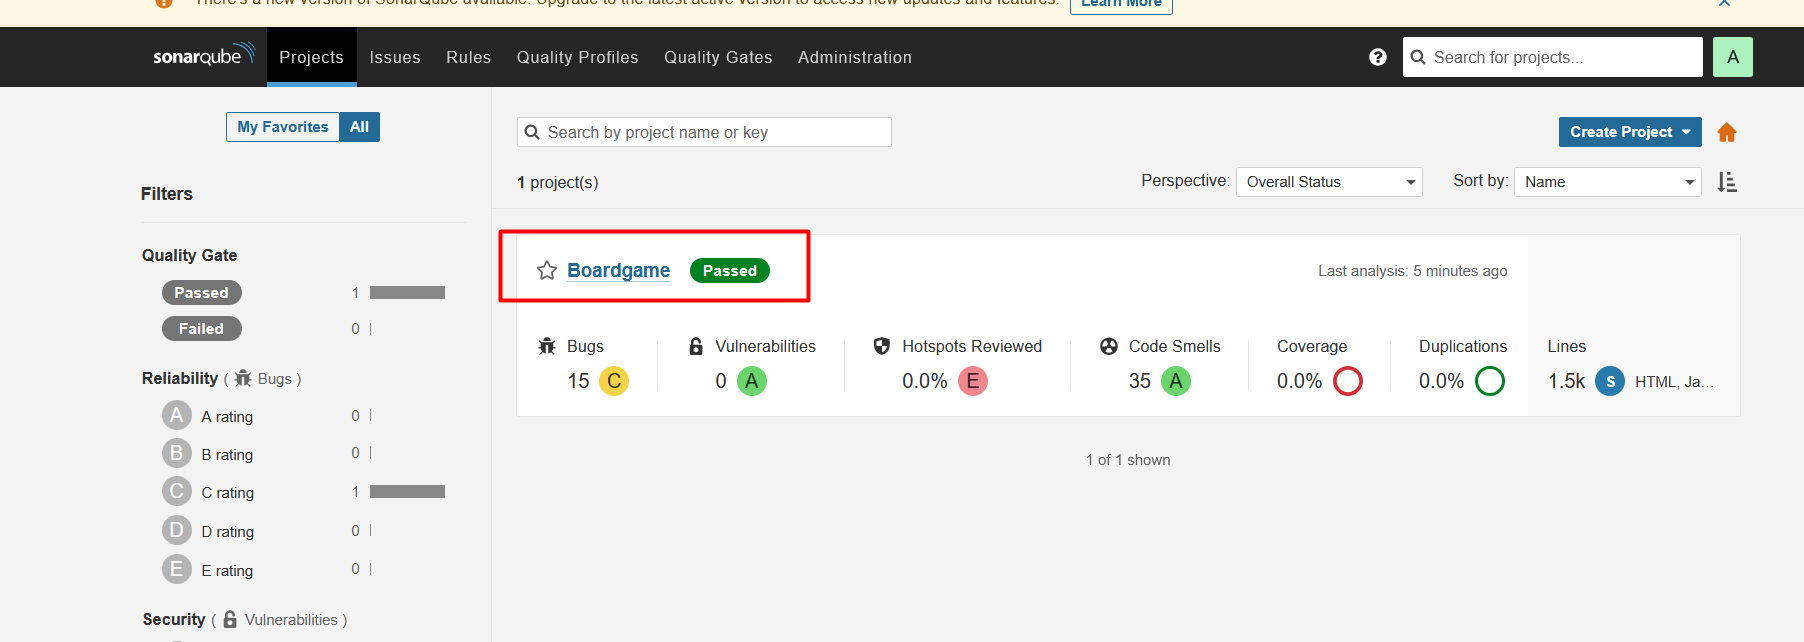 There's a new version of SonarQube available. Upgrade to the latest active version to access new updates and features. Learn More
sonarqube Projects Issues Rules Quality Profiles Quality Gates Administration Search for projects... A
My Favorites All
Search by project name or key
Create Project
1 project(s)
Perspective: Overall Status
Sort by: Name
Filters
Quality Gate
Passed 1
Failed 0
Reliability ( Bugs )
A A rating 0
B B rating 0
C C rating 1
D D rating 0
E E rating 0
Security ( Vulnerabilities )
Boardgame Passed
Last analysis: 5 minutes ago
Bugs
15 C
Vulnerabilities
0 A
Hotspots Reviewed
0.0% E
Code Smells
35 A
Coverage
0.0%
Duplications
0.0%
Lines
1.5k S HTML, Ja...
1 of 1 shown